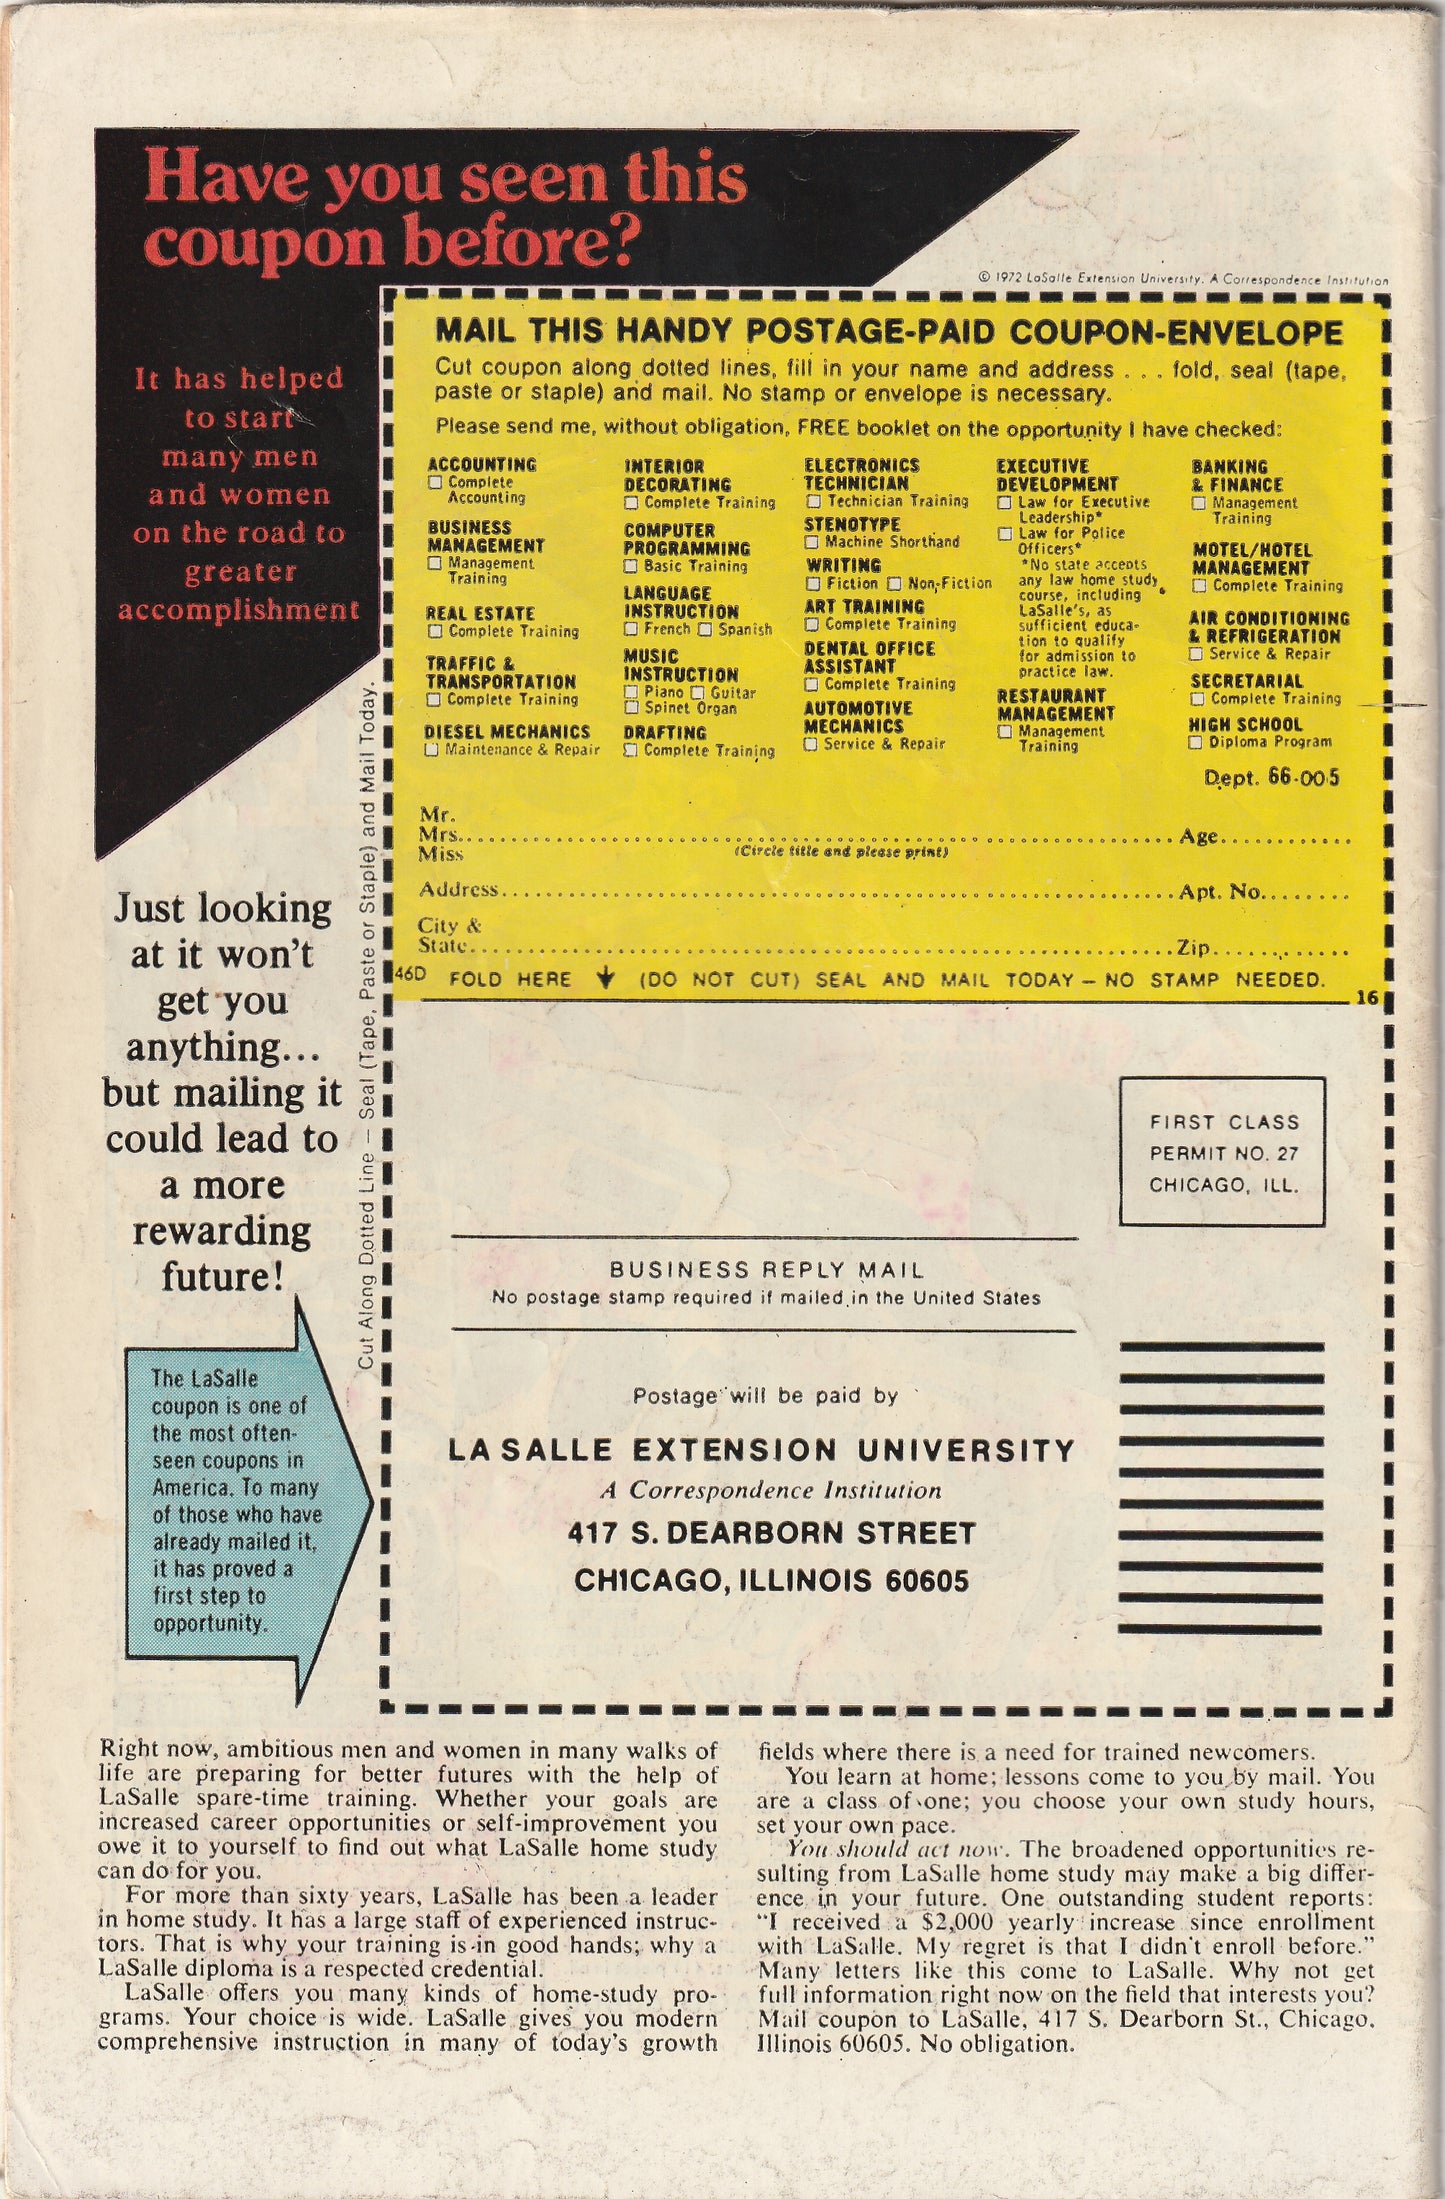 Have you seen this
coupon before?
© 1972 LaSalle Extension University. A Correspondence Institution
It has helped
to start
many men
and women
on the road to
greater
accomplishment
MAIL THIS HANDY POSTAGE-PAID COUPON-ENVELOPE
Cut coupon along dotted lines, fill in your name and address . . . fold, seal (tape,
paste or staple) and mail. No stamp or envelope is necessary.
Please send me, without obligation, FREE booklet on the opportunity I have checked:
ACCOUNTING
☐ Complete
Accounting
BUSINESS
MANAGEMENT
☐ Management
Training
REAL ESTATE
☐ Complete Training
TRAFFIC &
TRANSPORTATION
☐ Complete Training
DIESEL MECHANICS
☐ Maintenance & Repair
INTERIOR
DECORATING
☐ Complete Training
COMPUTER
PROGRAMMING
☐ Basic Training
LANGUAGE
INSTRUCTION
☐ French ☐ Spanish
MUSIC
INSTRUCTION
☐ Piano ☐ Guitar
☐ Spinet Organ
DRAFTING
☐ Complete Training
ELECTRONICS
TECHNICIAN
☐ Technician Training
STENOTYPE
☐ Machine Shorthand
WRITING
☐ Fiction ☐ Non-Fiction
ART TRAINING
☐ Complete Training
DENTAL OFFICE
ASSISTANT
☐ Complete Training
AUTOMOTIVE
MECHANICS
☐ Service & Repair
EXECUTIVE
DEVELOPMENT
☐ Law for Executive
Leadership*
☐ Law for Police
Officers*
*No state accepts
any law home study
course, including
LaSalle's, as
sufficient educa-
tion to qualify
for admission to
practice law.
RESTAURANT
MANAGEMENT
☐ Management
Training
BANKING
& FINANCE
☐ Management
Training
MOTEL/HOTEL
MANAGEMENT
☐ Complete Training
AIR CONDITIONING
& REFRIGERATION
☐ Service & Repair
SECRETARIAL
☐ Complete Training
HIGH SCHOOL
☐ Diploma Program
Dept. 66-005
Mr.
Mrs. Age
Miss (Circle title and please print)
Address Apt. No.
City &
State Zip
46D FOLD HERE (DO NOT CUT) SEAL AND MAIL TODAY – NO STAMP NEEDED.
16
Cut Along Dotted Line – Seal (Tape, Paste or Staple) and Mail Today.
Just looking
at it won't
get you
anything...
but mailing it
could lead to
a more
rewarding
future!
The LaSalle
coupon is one of
the most often-
seen coupons in
America. To many
of those who have
already mailed it,
it has proved a
first step to
opportunity.
FIRST CLASS
PERMIT NO. 27
CHICAGO, ILL.
BUSINESS REPLY MAIL
No postage stamp required if mailed in the United States
Postage will be paid by
LA SALLE EXTENSION UNIVERSITY
A Correspondence Institution
417 S. DEARBORN STREET
CHICAGO, ILLINOIS 60605
Right now, ambitious men and women in many walks of
life are preparing for better futures with the help of
LaSalle spare-time training. Whether your goals are
increased career opportunities or self-improvement you
owe it to yourself to find out what LaSalle home study
can do for you.
For more than sixty years, LaSalle has been a leader
in home study. It has a large staff of experienced instruc-
tors. That is why your training is in good hands; why a
LaSalle diploma is a respected credential.
LaSalle offers you many kinds of home-study pro-
grams. Your choice is wide. LaSalle gives you modern
comprehensive instruction in many of today's growth
fields where there is a need for trained newcomers.
You learn at home; lessons come to you by mail. You
are a class of one; you choose your own study hours,
set your own pace.
You should act now. The broadened opportunities re-
sulting from LaSalle home study may make a big differ-
ence in your future. One outstanding student reports:
"I received a $2,000 yearly increase since enrollment
with LaSalle. My regret is that I didn't enroll before."
Many letters like this come to LaSalle. Why not get
full information right now on the field that interests you?
Mail coupon to LaSalle, 417 S. Dearborn St., Chicago,
Illinois 60605. No obligation.